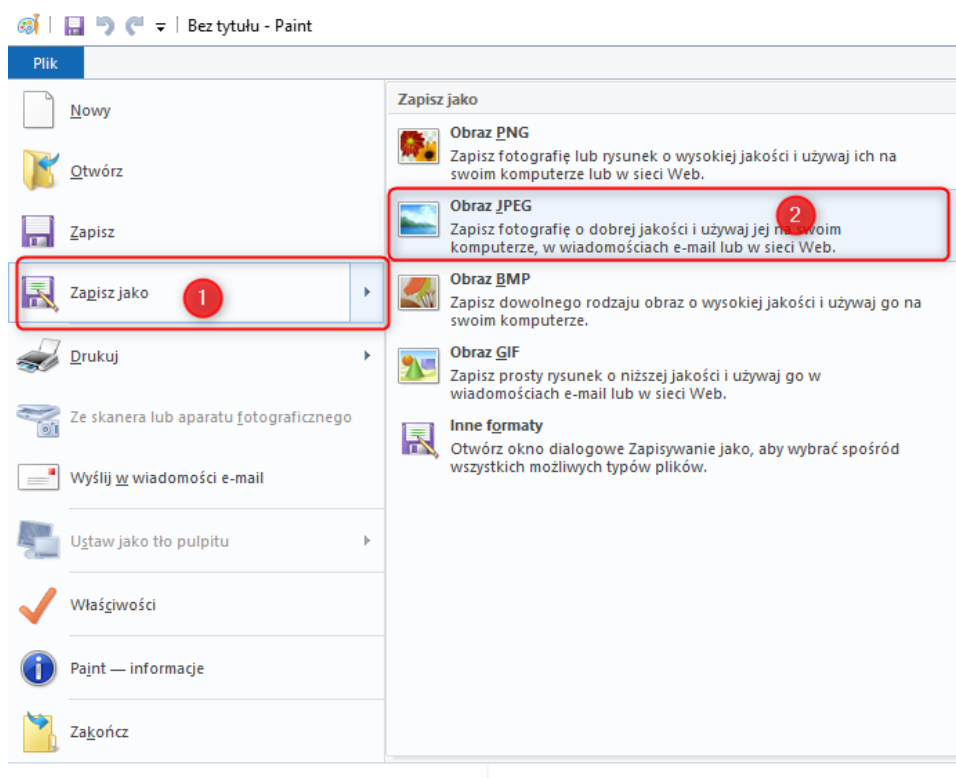 Bez tytułu - Paint
Plik
Nowy
Otwórz
Zapisz
Zapisz jako
1
Drukuj
Ze skanera lub aparatu fotograficznego
Wyślij w wiadomości e-mail
Ustaw jako tło pulpitu
Właściwości
Paint — informacje
Zakończ
Zapisz jako
Obraz PNG
Zapisz fotografię lub rysunek o wysokiej jakości i używaj ich na
swoim komputerze lub w sieci Web.
Obraz JPEG
2
Zapisz fotografię o dobrej jakości i używaj jej na swoim
komputerze, w wiadomościach e-mail lub w sieci Web.
Obraz BMP
Zapisz dowolnego rodzaju obraz o wysokiej jakości i używaj go na
swoim komputerze.
Obraz GIF
Zapisz prosty rysunek o niższej jakości i używaj go w
wiadomościach e-mail lub w sieci Web.
Inne formaty
Otwórz okno dialogowe Zapisywanie jako, aby wybrać spośród
wszystkich możliwych typów plików.